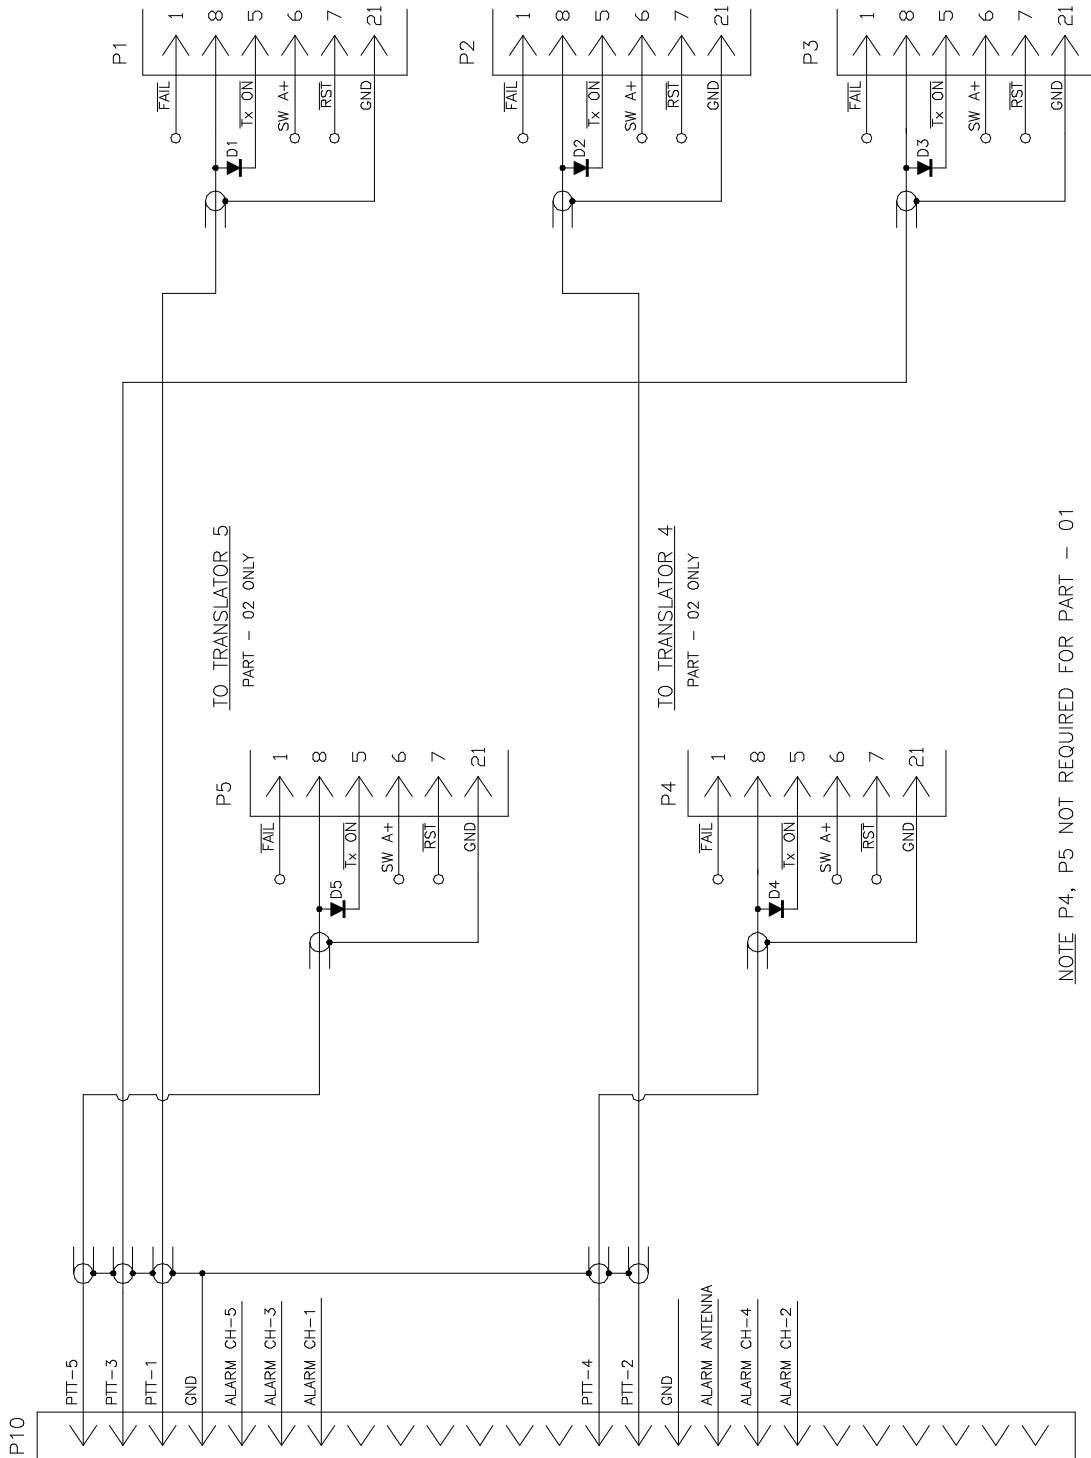 P1
1
8
5
6
7
21
FAIL
Tx ON
SW A+
RST
GND
D1
P2
1
8
5
6
7
21
FAIL
Tx ON
SW A+
RST
GND
D2
P3
1
8
5
6
7
21
FAIL
Tx ON
SW A+
RST
GND
D3
TO TRANSLATOR 5
PART - 02 ONLY
P5
1
8
5
6
7
21
FAIL
Tx ON
SW A+
RST
GND
D5
TO TRANSLATOR 4
PART - 02 ONLY
P4
1
8
5
6
7
21
FAIL
Tx ON
SW A+
RST
GND
D4
P10
PTT-5
PTT-3
PTT-1
GND
ALARM CH-5
ALARM CH-3
ALARM CH-1
PTT-4
PTT-2
GND
ALARM ANTENNA
ALARM CH-4
ALARM CH-2
NOTE P4, P5 NOT REQUIRED FOR PART - 01